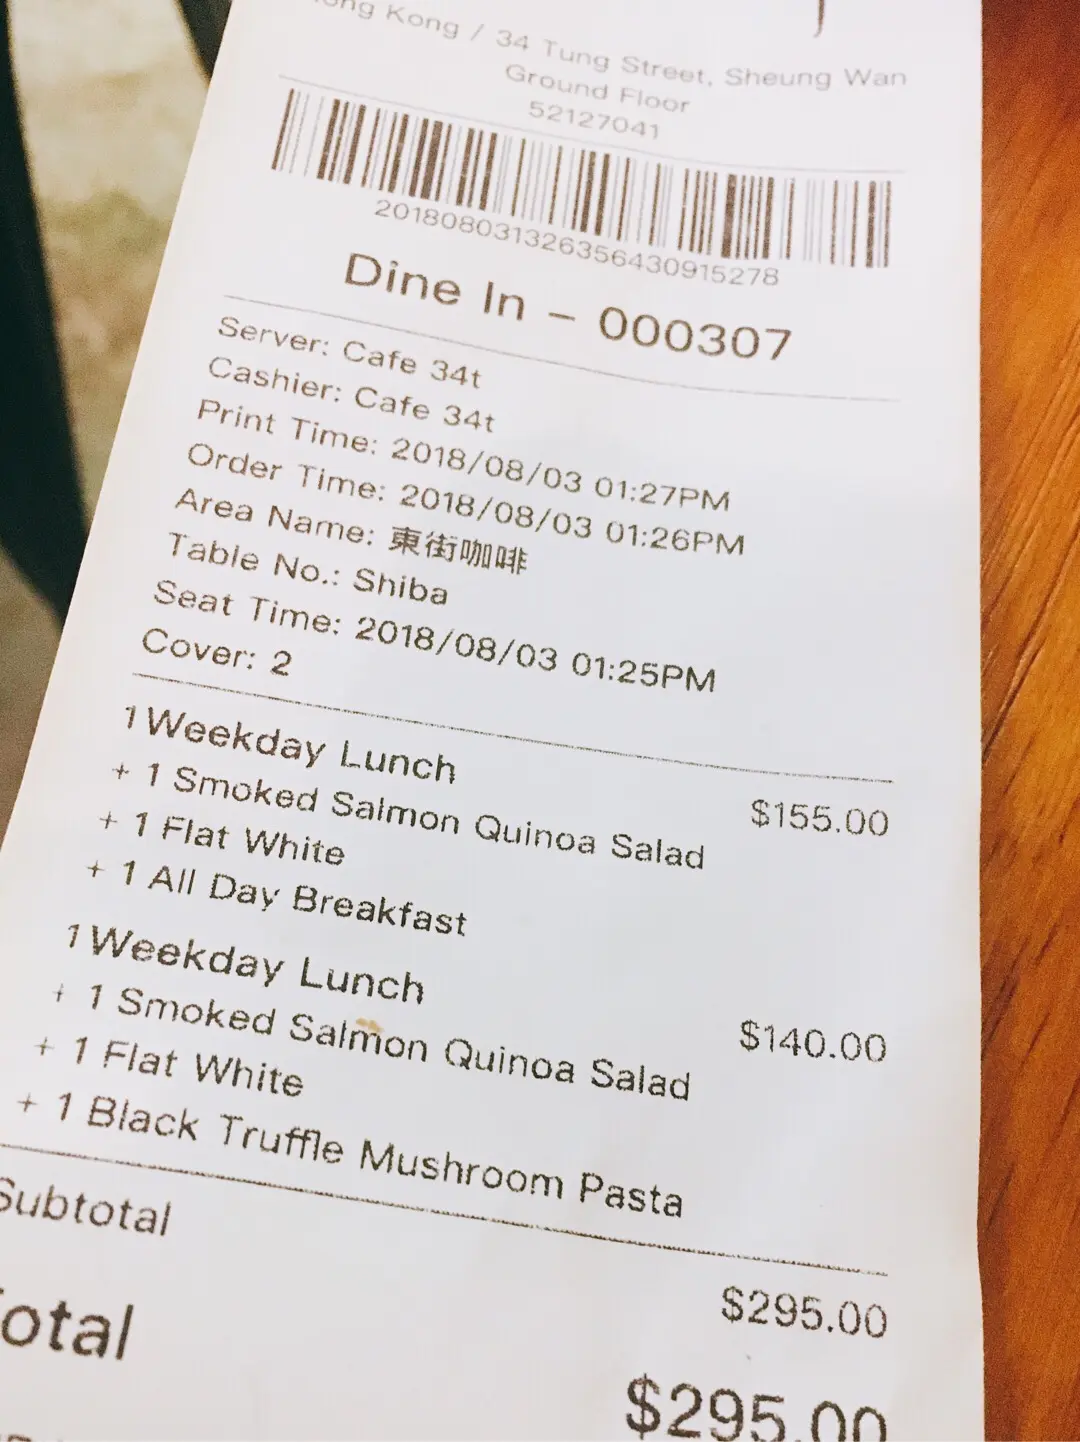 Kong / 34 Tung Street, Sheung Wan
Ground Floor
52127041
20180803132635643091​5278
Dine In - 000307
Server: Cafe 34t
Cashier: Cafe 34t
Print Time: 2018/08/03 01:27PM
Order Time: 2018/08/03 01:26PM
Area Name: 東街咖啡
Table No.: Shiba
Seat Time: 2018/08/03 01:25PM
Cover: 2
1 Weekday Lunch $155.00
+ 1 Smoked Salmon Quinoa Salad
+ 1 Flat White
+ 1 All Day Breakfast
1 Weekday Lunch $140.00
+ 1 Smoked Salmon Quinoa Salad
+ 1 Flat White
+ 1 Black Truffle Mushroom Pasta
Subtotal $295.00
Total $295.00